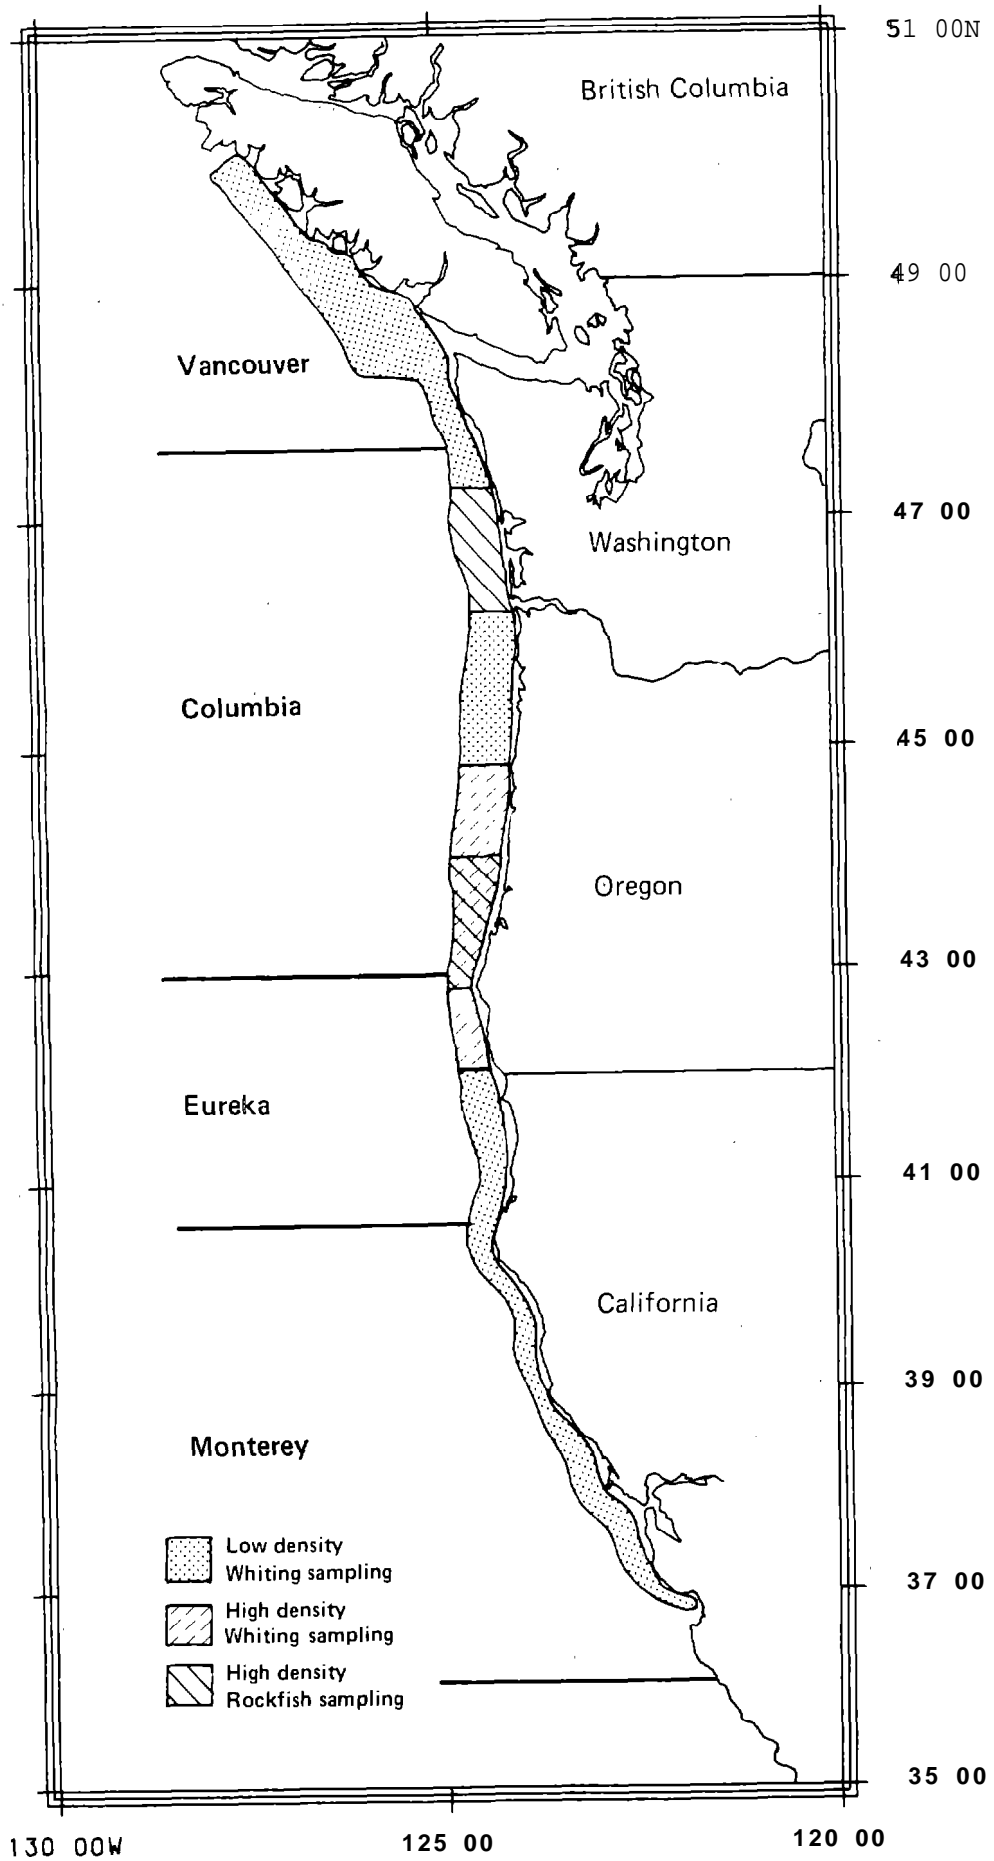 51 00N
British Columbia
49 00
Vancouver
47 00
Washington
Columbia
45 00
Oregon
43 00
Eureka
41 00
California
39 00
Monterey
Low density
Whiting sampling
High density
Whiting sampling
High density
Rockfish sampling
37 00
35 00
130 00W
125 00
120 00